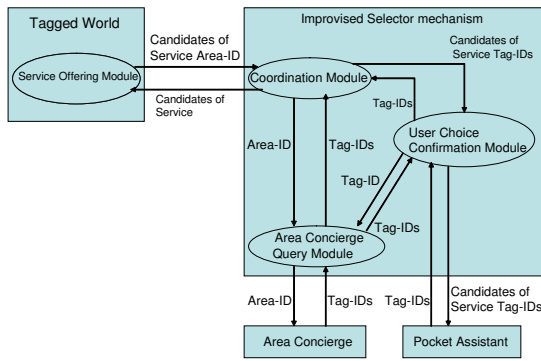 Tagged World
Improvised Selector mechanism
Candidates of
Service Area-ID
Candidates of
Service Tag-IDs
Service Offering Module
Coordination Module
Candidates of
Service
Tag-IDs
Area-ID
Tag-IDs
User Choice
Confirmation Module
Tag-ID
Tag-IDs
Area Concierge
Query Module
Area-ID
Tag-IDs
Tag-IDs
Candidates of
Service Tag-IDs
Area Concierge
Pocket Assistant